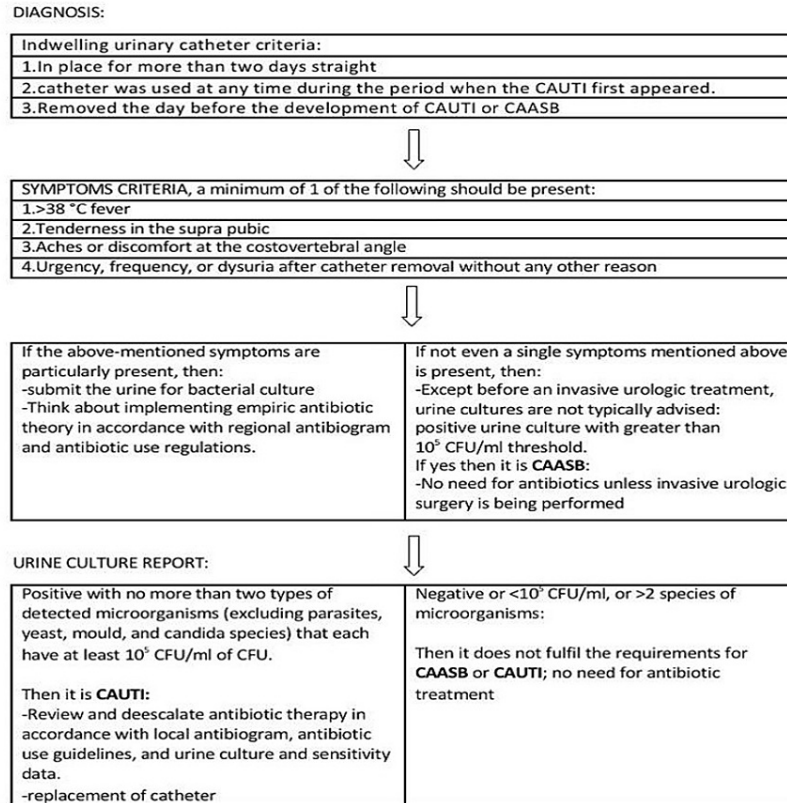 DIAGNOSIS:
Indwelling urinary catheter criteria:
1.In place for more than two days straight
2.catheter was used at any time during the period when the CAUTI first appeared.
3.Removed the day before the development of CAUTI or CAASB
SYMPTOMS CRITERIA, a minimum of 1 of the following should be present:
1.>38 °C fever
2.Tenderness in the supra pubic
3.Aches or discomfort at the costovertebral angle
4.Urgency, frequency, or dysuria after catheter removal without any other reason
If the above-mentioned symptoms are
particularly present, then:
-submit the urine for bacterial culture
-Think about implementing empiric antibiotic
theory in accordance with regional antibiogram
and antibiotic use regulations.
If not even a single symptoms mentioned above
is present, then:
-Except before an invasive urologic treatment,
urine cultures are not typically advised:
positive urine culture with greater than
10⁵ CFU/ml threshold.
If yes then it is CAASB:
-No need for antibiotics unless invasive urologic
surgery is being performed
URINE CULTURE REPORT:
Positive with no more than two types of
detected microorganisms (excluding parasites,
yeast, mould, and candida species) that each
have at least 10⁵ CFU/ml of CFU.
Then it is CAUTI:
-Review and deescalate antibiotic therapy in
accordance with local antibiogram, antibiotic
use guidelines, and urine culture and sensitivity
data.
-replacement of catheter
Negative or <10⁵ CFU/ml, or >2 species of
microorganisms:
Then it does not fulfil the requirements for
CAASB or CAUTI; no need for antibiotic
treatment